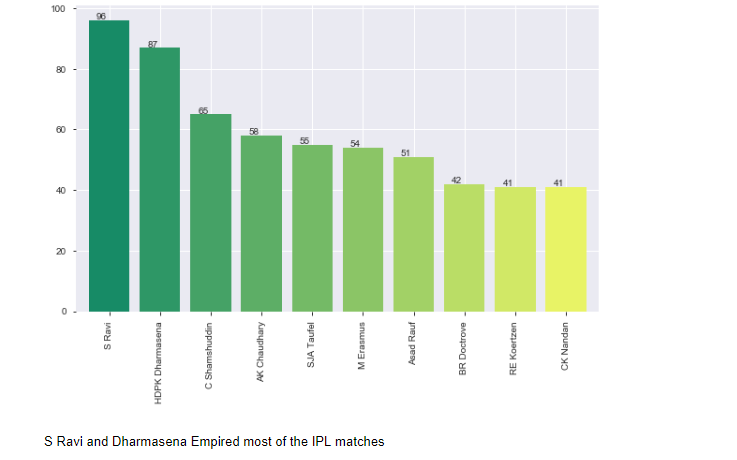 100
80
60
40
20
0
96
87
65
58
55
54
51
42
41
41
S Ravi
HDPK Dharmasena
C Shamshuddin
AK Chaudhary
SJA Taufel
M Erasmus
Asad Rauf
BR Doctrove
RE Koertzen
CK Nandan
S Ravi and Dharmasena Empired most of the IPL matches